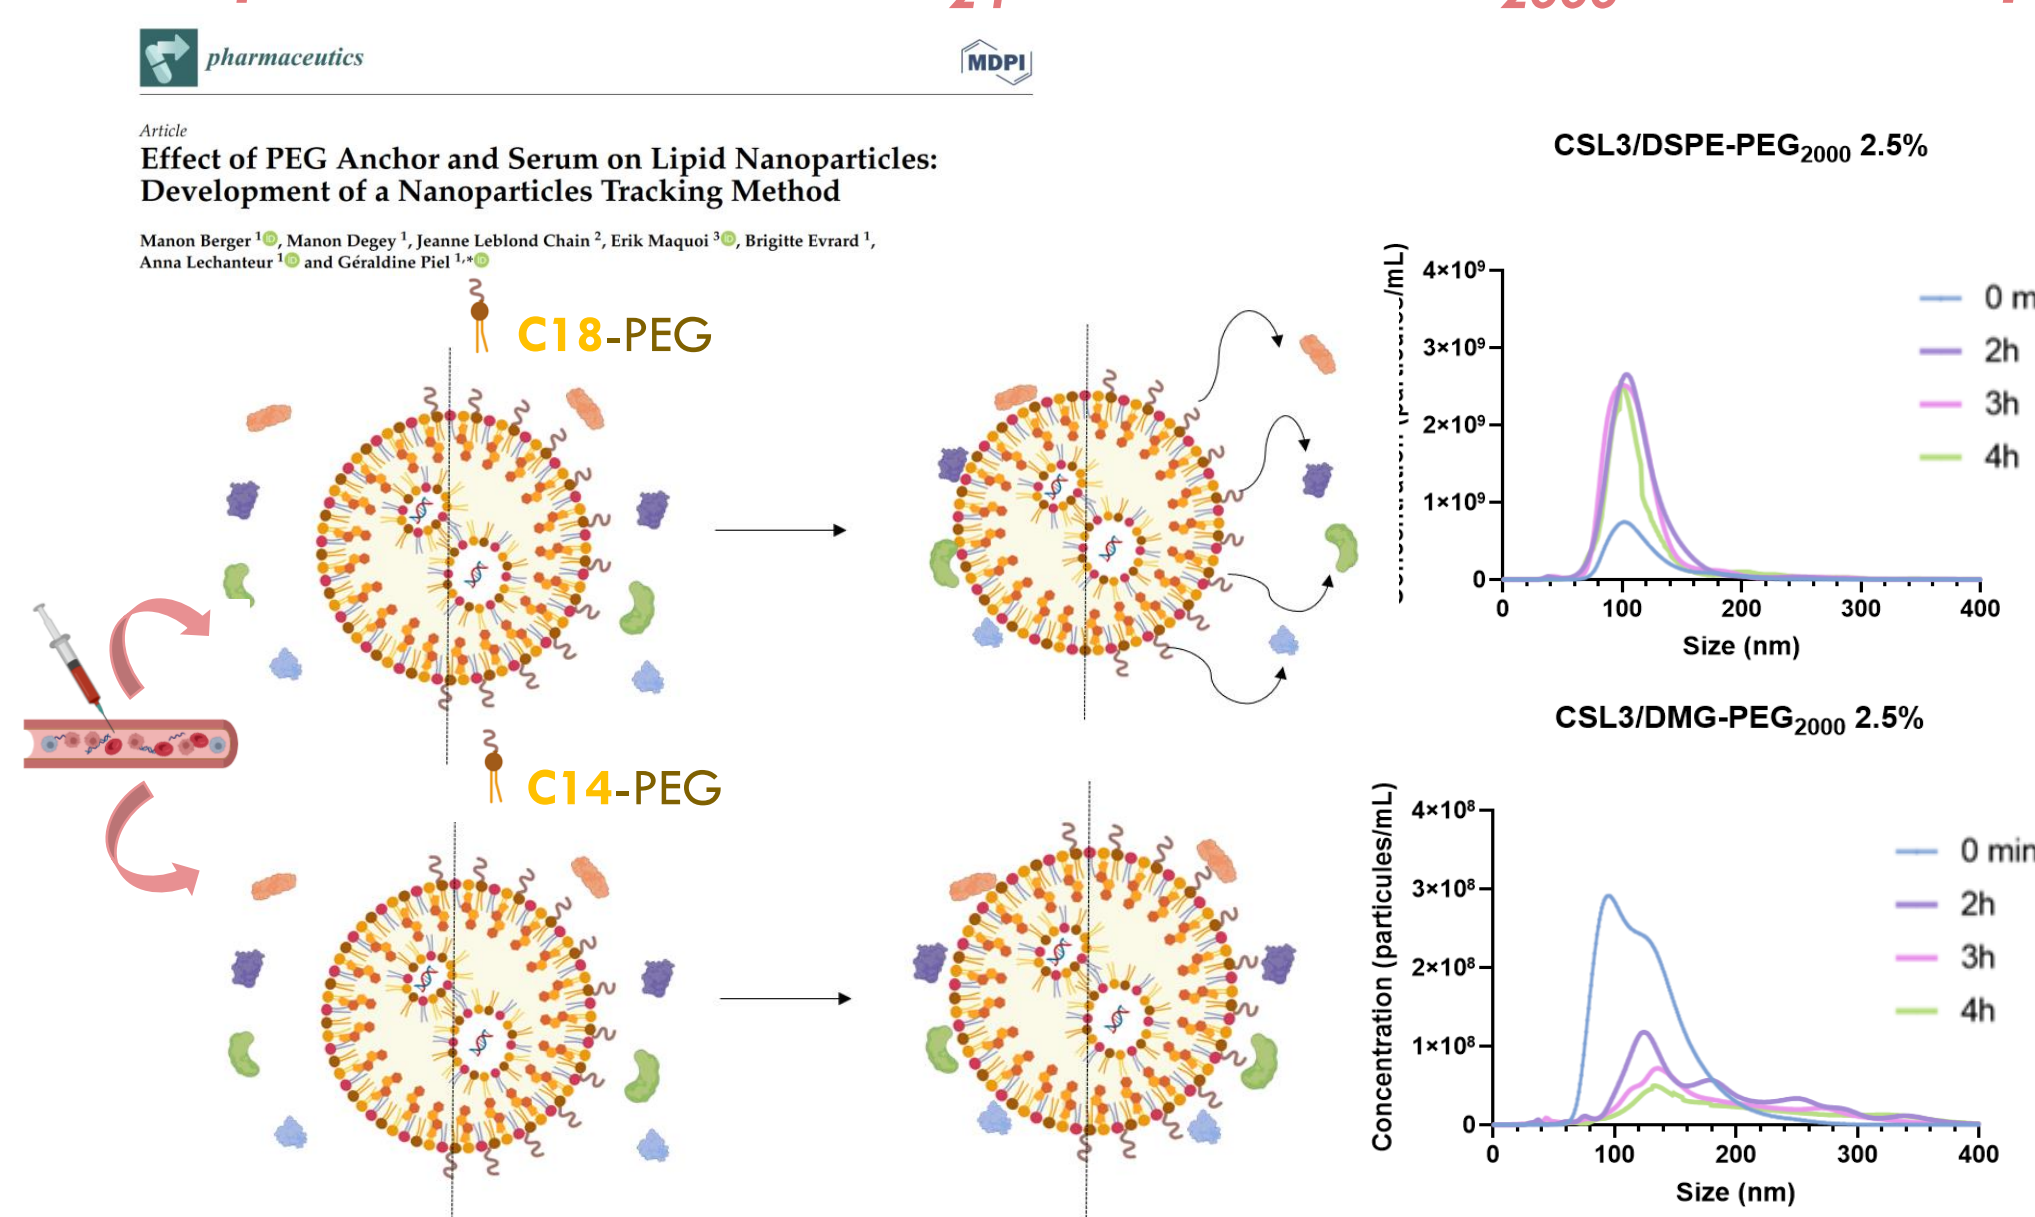 pharmaceutics
MDPI
Article
Effect of PEG Anchor and Serum on Lipid Nanoparticles:
Development of a Nanoparticles Tracking Method
Manon Berger 1, Manon Degey 1, Jeanne Leblond Chain 2, Erik Maquoi 3, Brigitte Evrard 1,
Anna Lechanteur 1 and Géraldine Piel 1,*
C18-PEG
C14-PEG
CSL3/DSPE-PEG2000 2.5%
4×10⁹
3×10⁹
2×10⁹
1×10⁹
0
0 100 200 300 400
Size (nm)
0 m
2h
3h
4h
CSL3/DMG-PEG2000 2.5%
Concentration (particules/mL)
4×10⁸
3×10⁸
2×10⁸
1×10⁸
0
0 100 200 300 400
Size (nm)
0 min
2h
3h
4h